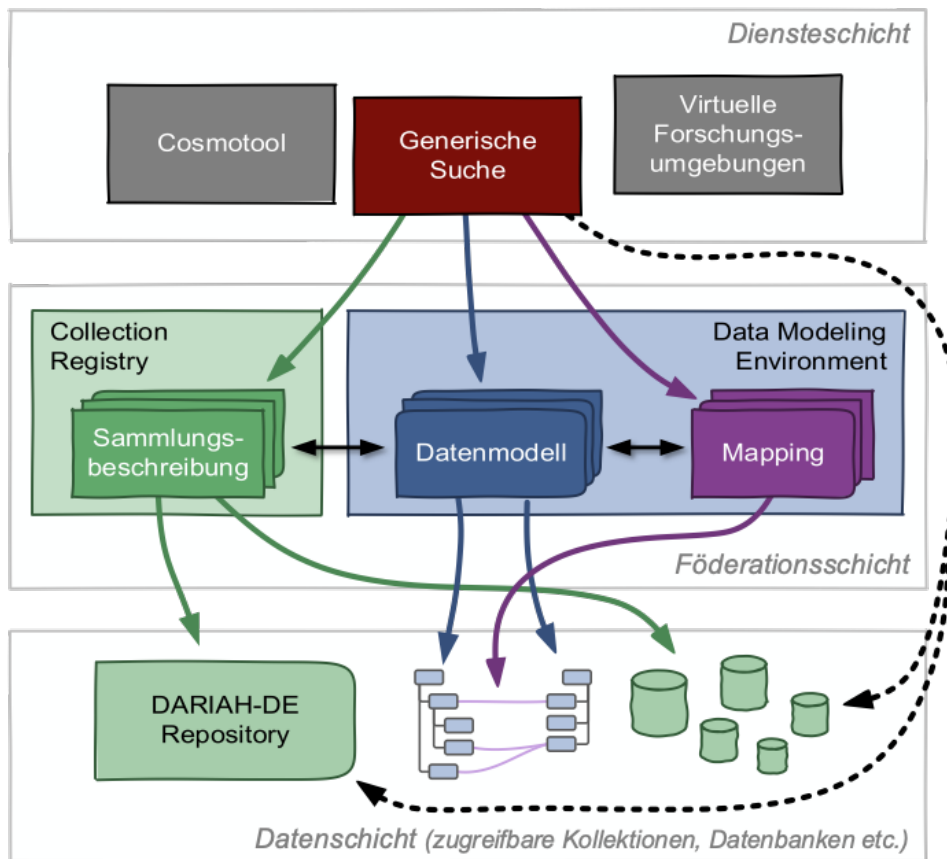 Diensteschicht
Cosmotool
Generische
Suche
Virtuelle
Forschungs-
umgebungen
Collection
Registry
Data Modeling
Environment
Sammlungs-
beschreibung
Datenmodell
Mapping
Föderationsschicht
DARIAH-DE
Repository
Datenschicht (zugreifbare Kollektionen, Datenbanken etc.)